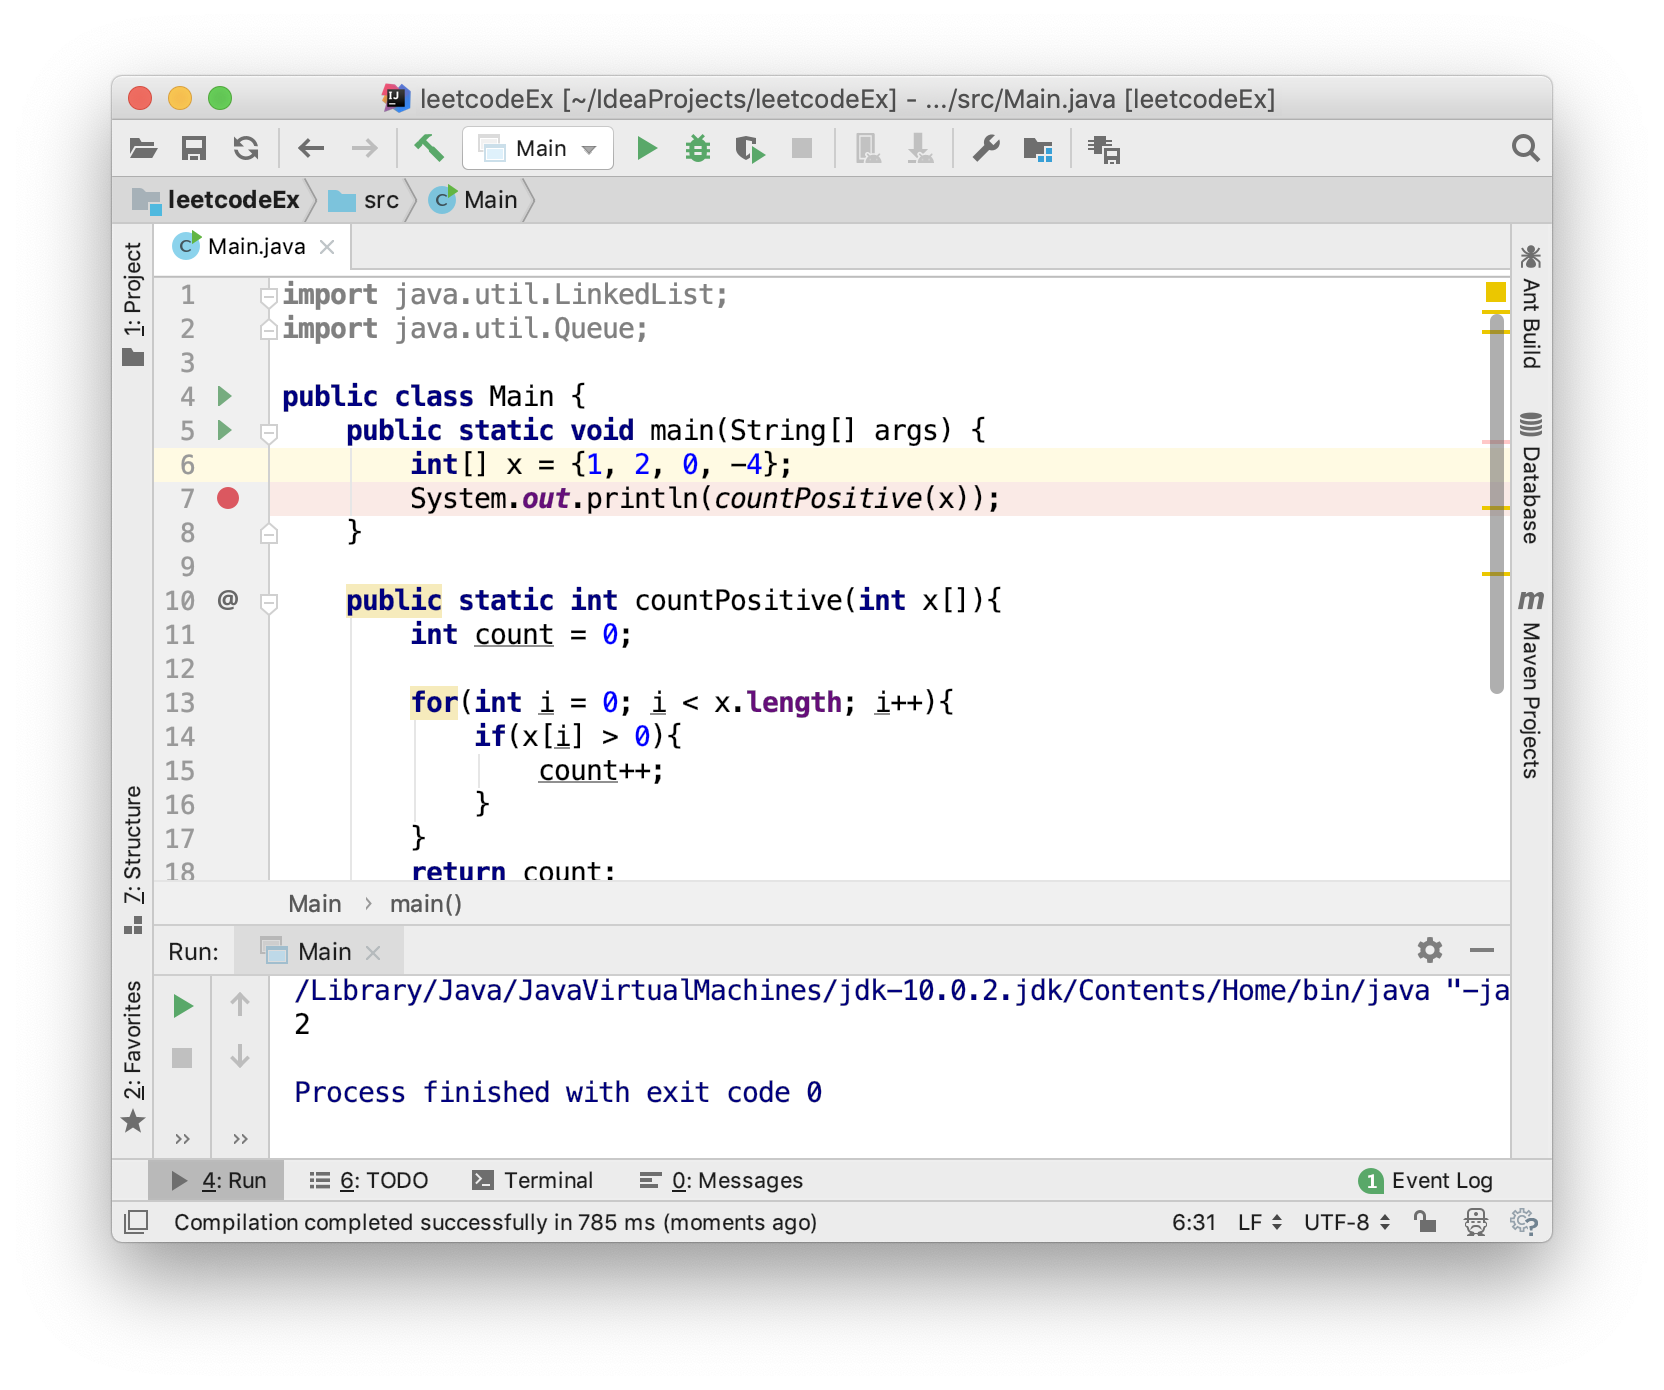 leetcodeEx [~/IdeaProjects/leetcodeEx] - .../src/Main.java [leetcodeEx]
Main
leetcodeEx src C Main
C Main.java
1: Project
7: Structure
2: Favorites
1 import java.util.LinkedList;
2 import java.util.Queue;
3
4 public class Main {
5 public static void main(String[] args) {
6 int[] x = {1, 2, 0, -4};
7 System.out.println(countPositive(x));
8 }
9
10 @ public static int countPositive(int x[]){
11 int count = 0;
12
13 for(int i = 0; i < x.length; i++){
14 if(x[i] > 0){
15 count++;
16 }
17 }
18 return count;
Ant Build
Database
m Maven Projects
Main › main()
Run: Main
/Library/Java/JavaVirtualMachines/jdk-10.0.2.jdk/Contents/Home/bin/java "-ja
2
Process finished with exit code 0
» »
4: Run 6: TODO Terminal 0: Messages 1 Event Log
Compilation completed successfully in 785 ms (moments ago) 6:31 LF UTF-8